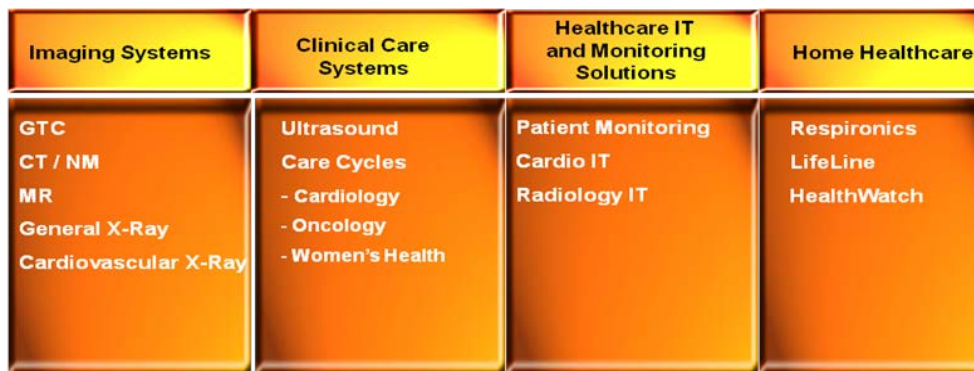 Imaging Systems
GTC
CT / NM
MR
General X-Ray
Cardiovascular X-Ray
Clinical Care
Systems
Ultrasound
Care Cycles
- Cardiology
- Oncology
- Women's Health
Healthcare IT
and Monitoring
Solutions
Patient Monitoring
Cardio IT
Radiology IT
Home Healthcare
Respironics
LifeLine
HealthWatch